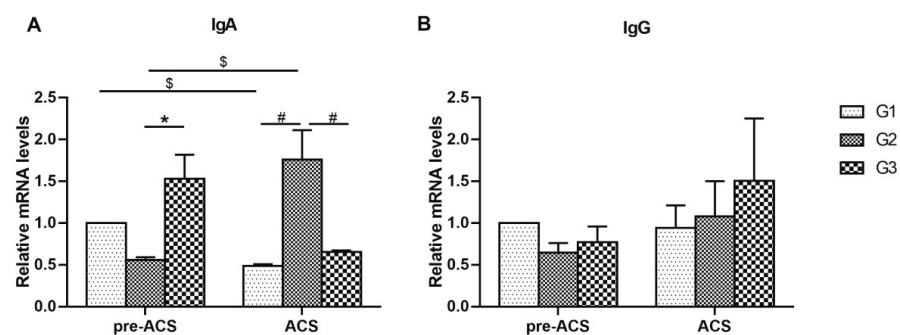 A
IgA
$
$
*
#
#
Relative mRNA levels
2.5
2.0
1.5
1.0
0.5
0.0
pre-ACS
ACS
B
IgG
Relative mRNA levels
2.5
2.0
1.5
1.0
0.5
0.0
pre-ACS
ACS
G1
G2
G3